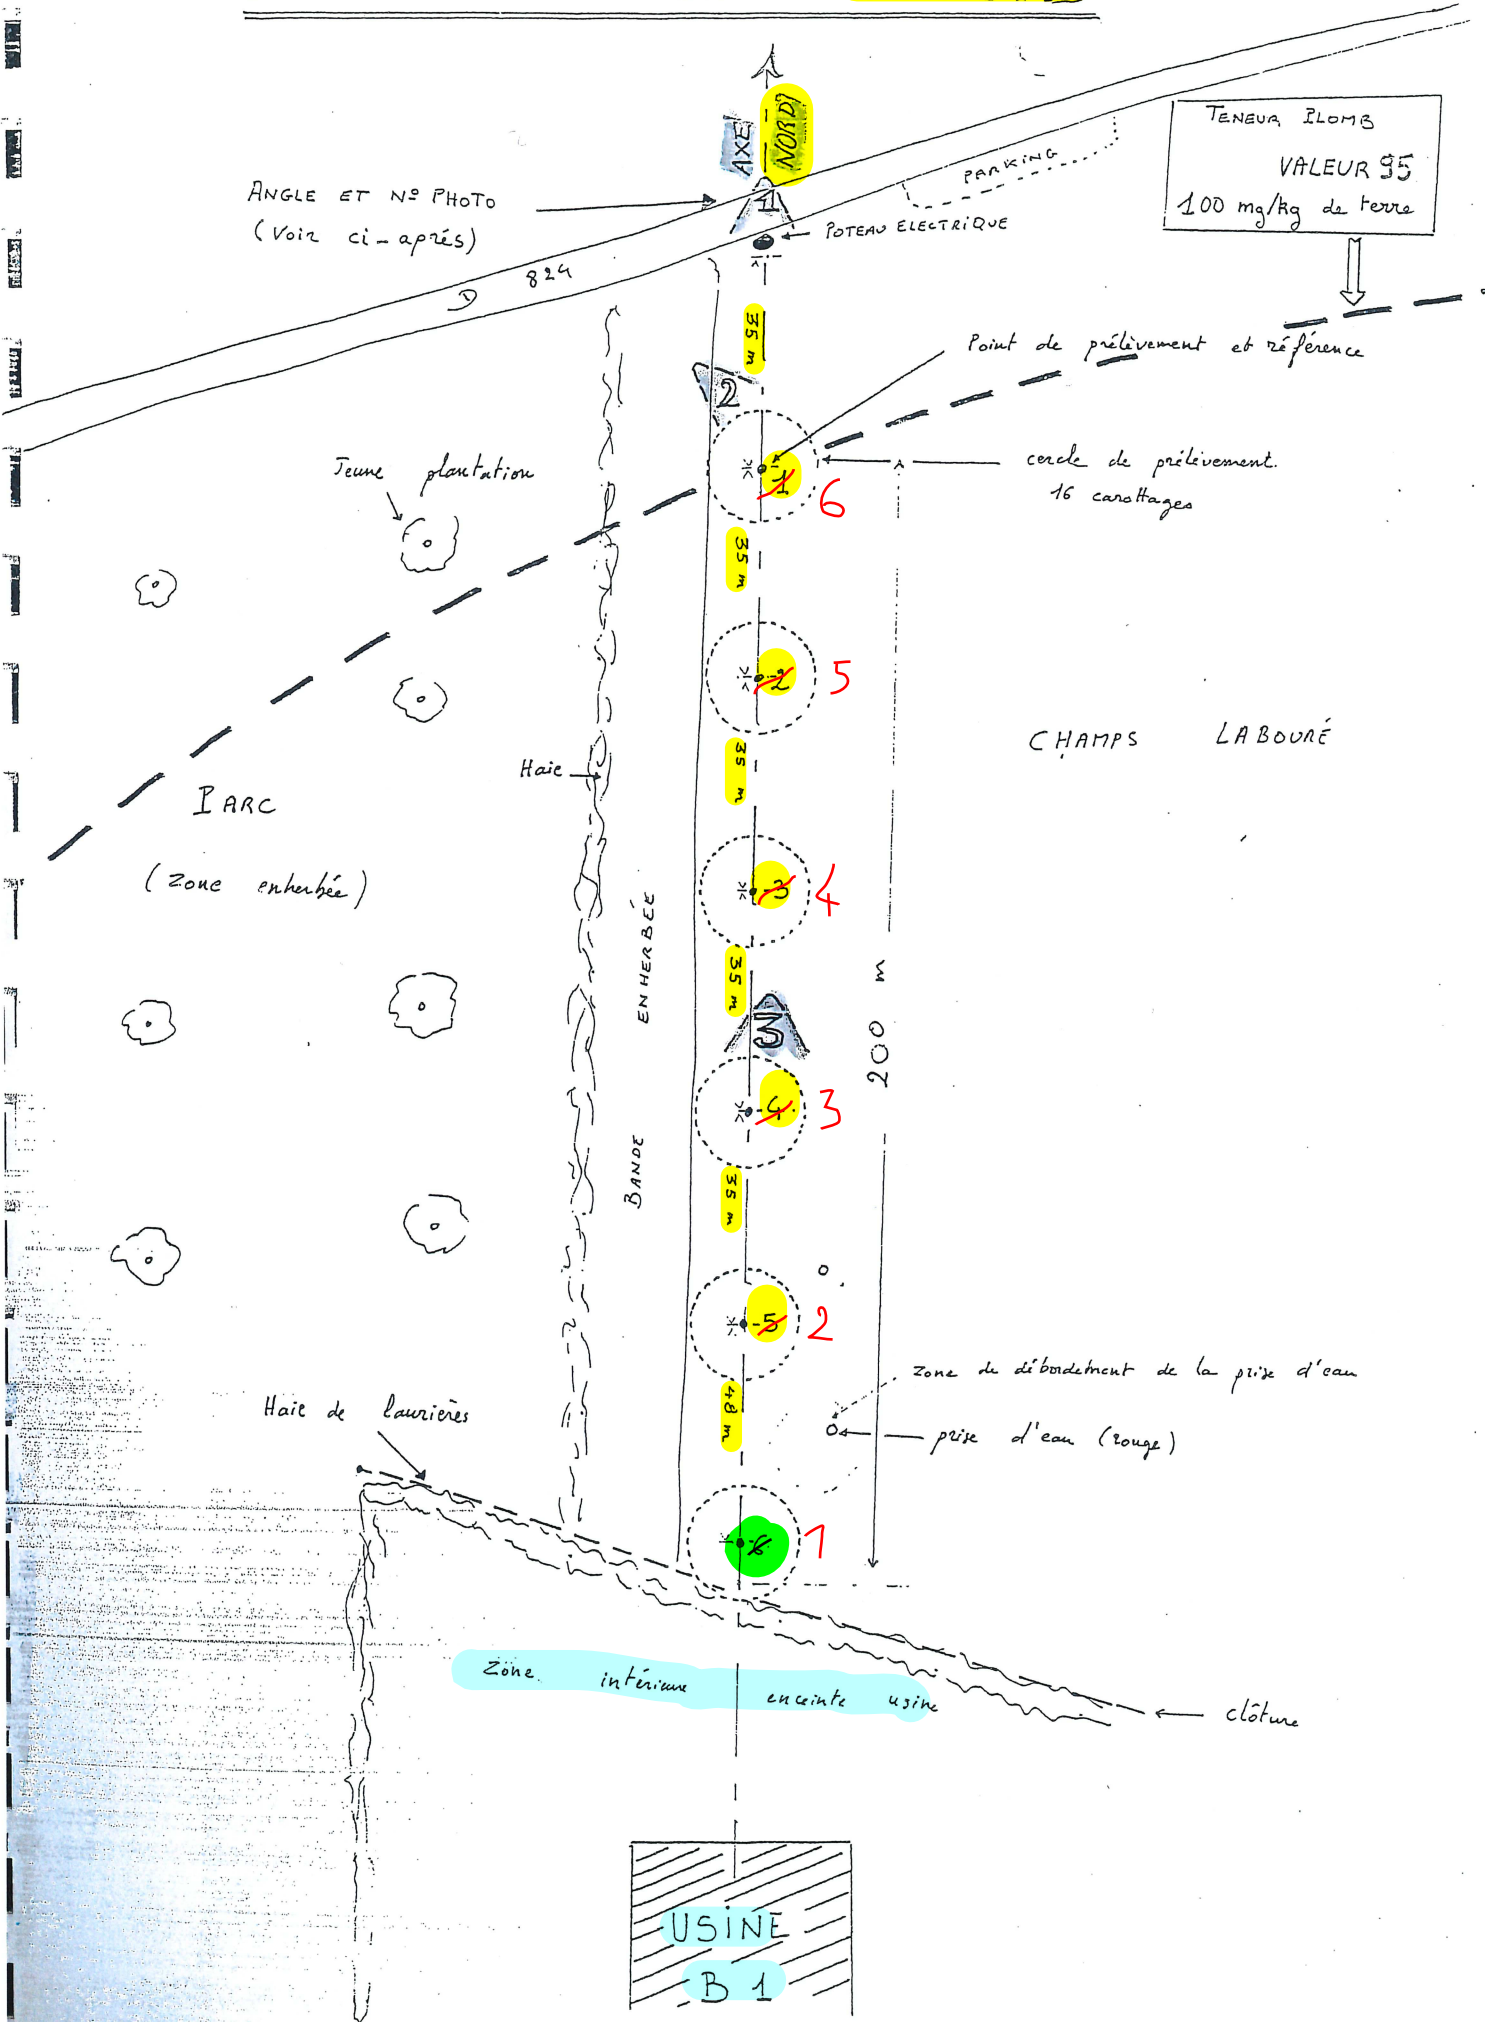 AXE
NORD
TENEUR PLOMB
VALEUR 95
100 mg/kg de terre
PARKING
ANGLE ET Nº PHOTO
(Voir ci-aprés)
1
POTEAU ELECTRIQUE
D 824
35 m
Point de prélèvement et référence
2
cercle de prélèvement.
16 carottages
Jeune plantation
1
6
35 m
2
5
CHAMPS LABOURÉ
Haie
35 m
PARC
(Zone enherbée)
3
4
BANDE ENHERBÉE
35 m
3
200 m
4
3
35 m
5
2
zone de débordement de la prise d'eau
48 m
Haie de laurières
prise d'eau (rouge)
6
1
Zone intérieure enceinte usine
clôture
USINE
B 1